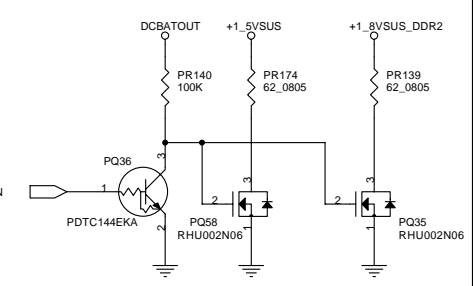 DCBATOUT
+1_5VSUS
+1_8VSUS_DDR2
PR140
100K
PR174
62_0805
PR139
62_0805
PQ36
3
1
2
PDTC144EKA
3
2
1
PQ58
RHU002N06
3
2
1
PQ35
RHU002N06
N